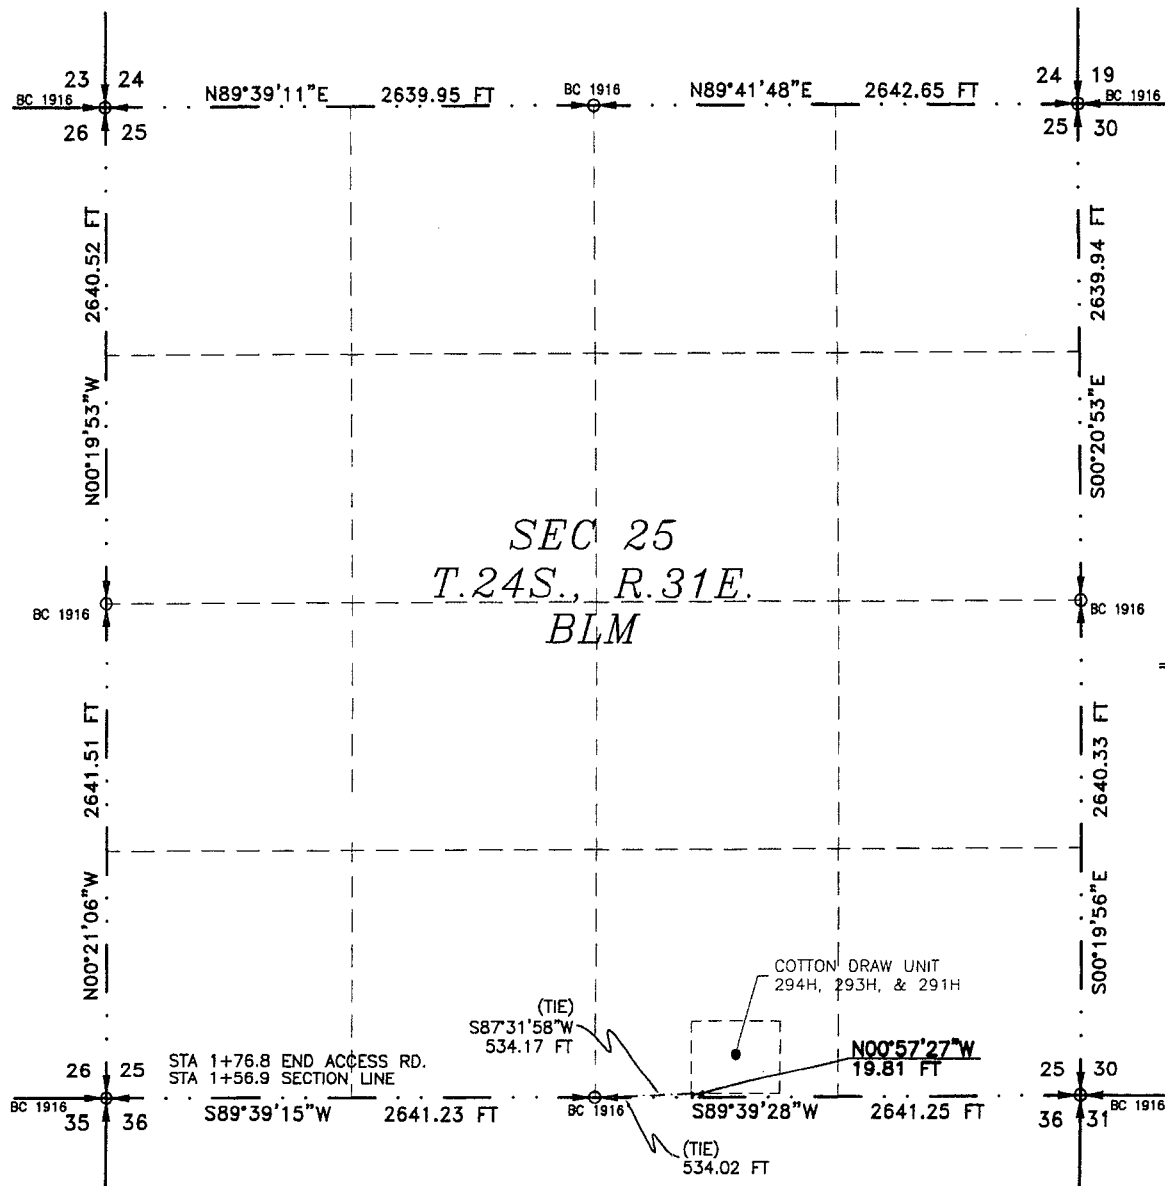 23 24
24 19
BC 1916
N89°39'11"E 2639.95 FT
BC 1916
N89°41'48"E 2642.65 FT
BC 1916
26 25
25 30
2640.52 FT
2639.94 FT
N00°19'53"W
S00°20'53"E
SEC 25
T.24S., R.31E.
BLM
BC 1916
BC 1916
2641.51 FT
2640.33 FT
N00°21'06"W
S00°19'56"E
COTTON DRAW UNIT
294H, 293H, & 291H
(TIE)
S87°31'58"W
534.17 FT
N00°57'27"W
19.81 FT
STA 1+76.8 END ACCESS RD.
STA 1+56.9 SECTION LINE
26 25
25 30
BC 1916
S89°39'15"W 2641.23 FT
BC 1916
S89°39'28"W 2641.25 FT
BC 1916
35 36
36 31
(TIE)
534.02 FT